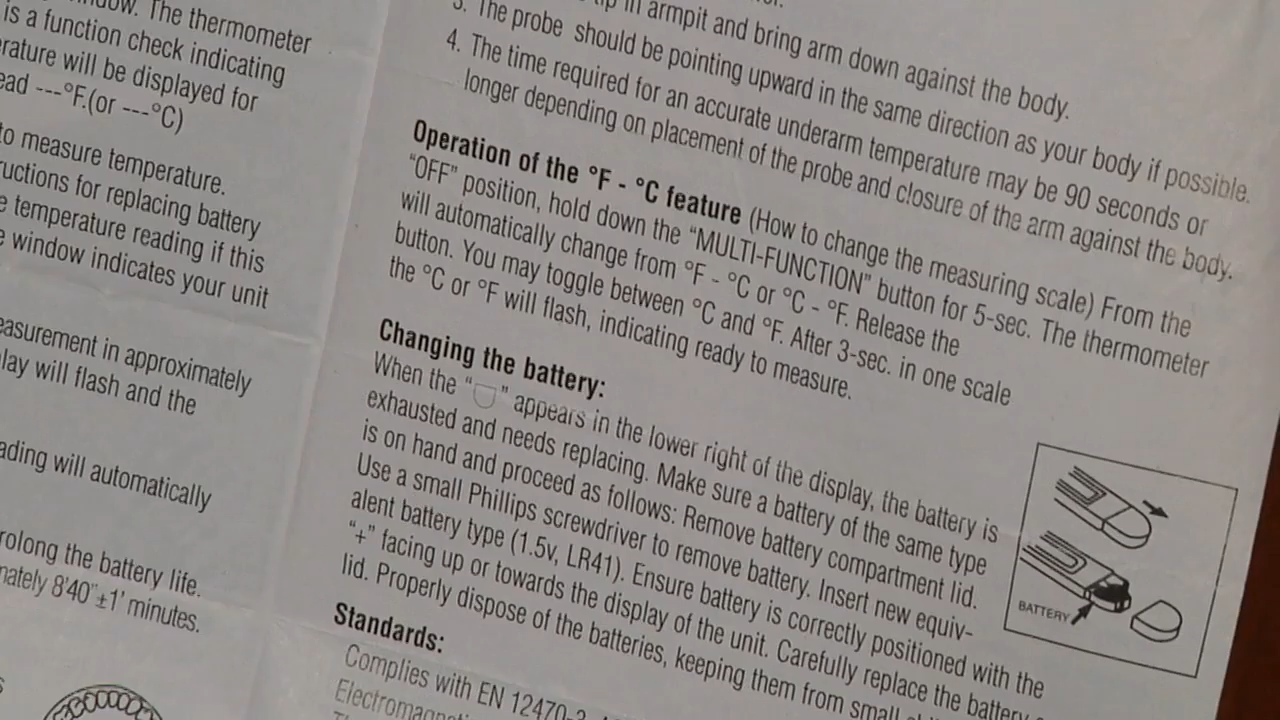 window. The thermometer
is a function check indicating
erature will be displayed for
ead ---°F.(or ---°C)
to measure temperature.
ructions for replacing battery
e temperature reading if this
e window indicates your unit
easurement in approximately
lay will flash and the
ading will automatically
rolong the battery life.
nately 8'40"±1' minutes.
tip in armpit and bring arm down against the body.
3. The probe should be pointing upward in the same direction as your body if possible.
4. The time required for an accurate underarm temperature may be 90 seconds or
longer depending on placement of the probe and closure of the arm against the body.
Operation of the °F - °C feature (How to change the measuring scale) From the
"OFF" position, hold down the "MULTI-FUNCTION" button for 5-sec. The thermometer
will automatically change from °F - °C or °C - °F. Release the
button. You may toggle between °C and °F. After 3-sec. in one scale
the °C or °F will flash, indicating ready to measure.
Changing the battery:
When the " " appears in the lower right of the display, the battery is
exhausted and needs replacing. Make sure a battery of the same type
is on hand and proceed as follows: Remove battery compartment lid.
Use a small Phillips screwdriver to remove battery. Insert new equiv-
alent battery type (1.5v, LR41). Ensure battery is correctly positioned with the
"+" facing up or towards the display of the unit. Carefully replace the battery
lid. Properly dispose of the batteries, keeping them from small
BATTERY
Standards:
Complies with EN 12470-3,